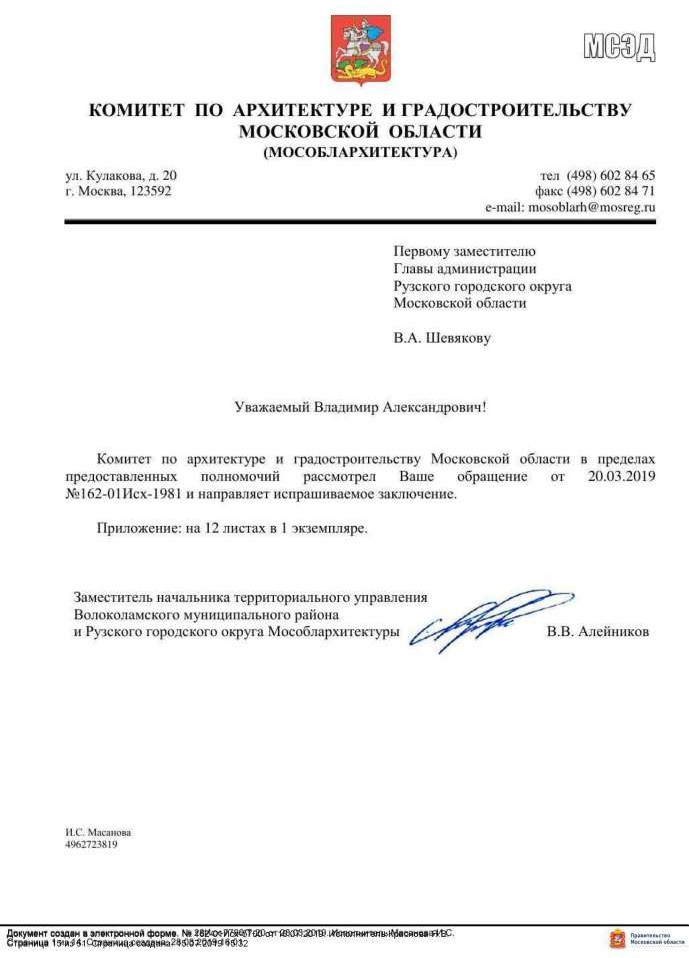 МСЭД
КОМИТЕТ ПО АРХИТЕКТУРЕ И ГРАДОСТРОИТЕЛЬСТВУ
МОСКОВСКОЙ ОБЛАСТИ
(МОСОБЛАРХИТЕКТУРА)
ул. Кулакова, д. 20
г. Москва, 123592
тел (498) 602 84 65
факс (498) 602 84 71
e-mail: mosoblarh@mosreg.ru
Первому заместителю
Главы администрации
Рузского городского округа
Московской области
В.А. Шевякову
Уважаемый Владимир Александрович!
Комитет по архитектуре и градостроительству Московской области в пределах
предоставленных полномочий рассмотрел Ваше обращение от 20.03.2019
№162-01Исх-1981 и направляет испрашиваемое заключение.
Приложение: на 12 листах в 1 экземпляре.
Заместитель начальника территориального управления
Волоколамского муниципального района
и Рузского городского округа Мособлархитектуры
В.В. Алейников
И.С. Масанова
4962723819
Документ создан в электронной форме. №
Страница
Правительство
Московской области